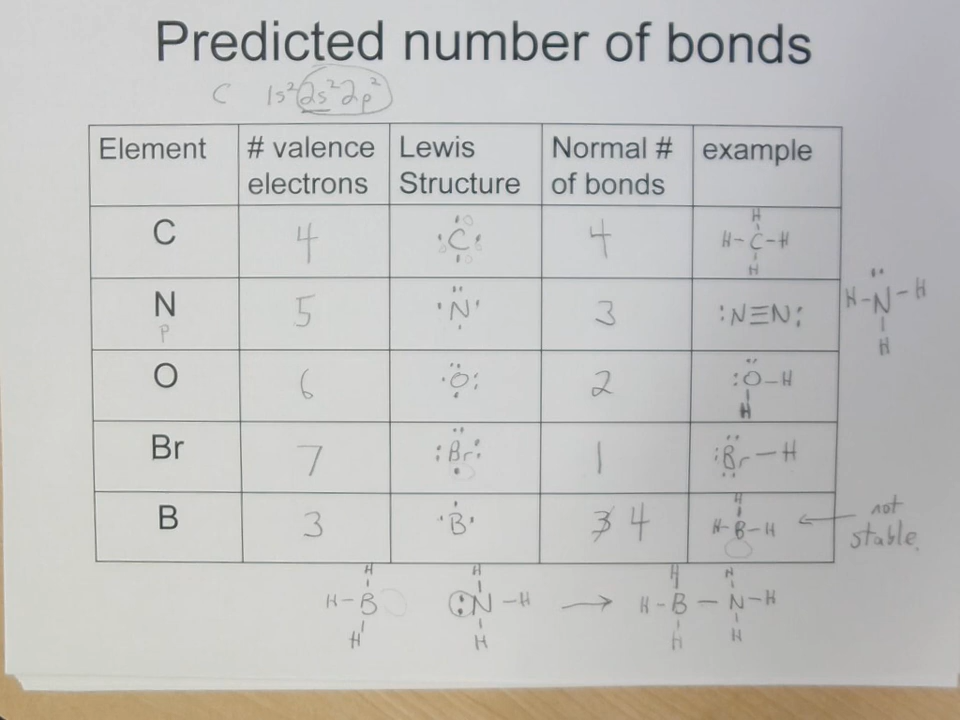 Predicted number of bonds
C 1s² 2s² 2p²
Element # valence electrons Lewis Structure Normal # of bonds example
C 4 ·C· 4 H-C-H H H
N P 5 ·N· 3 :N≡N: H-N-H H
O 6 ·O: 2 :O-H H
Br 7 :Br: 1 :Br-H
B 3 ·B· 3 4 H-B-H H ← not stable.
H H H H
H-B :N-H → H-B-N-H
H H H H